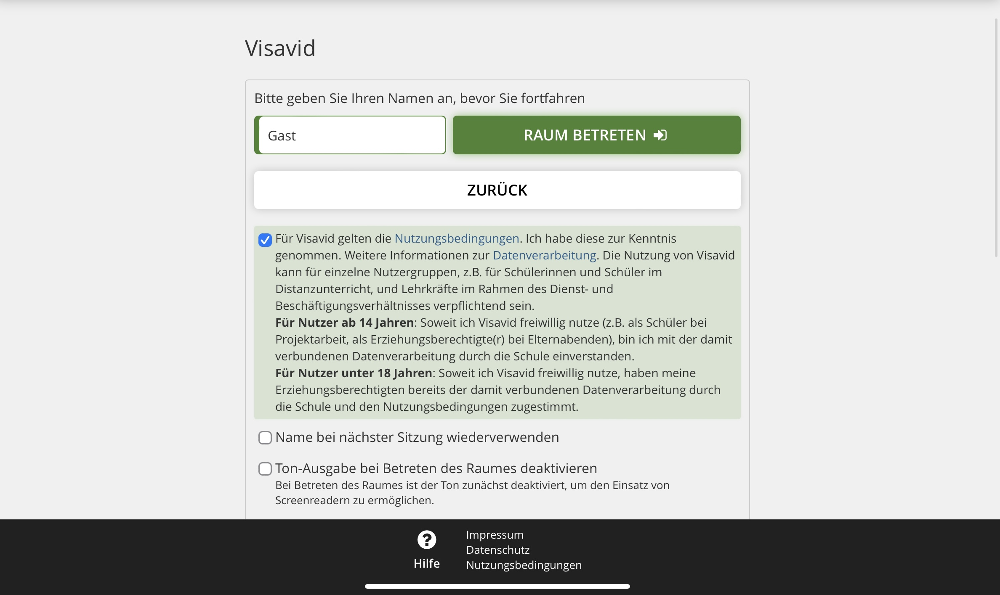 Visavid
Bitte geben Sie Ihren Namen an, bevor Sie fortfahren
Gast
RAUM BETRETEN
ZURÜCK
Für Visavid gelten die Nutzungsbedingungen. Ich habe diese zur Kenntnis
genommen. Weitere Informationen zur Datenverarbeitung. Die Nutzung von Visavid
kann für einzelne Nutzergruppen, z.B. für Schülerinnen und Schüler im
Distanzunterricht, und Lehrkräfte im Rahmen des Dienst- und
Beschäftigungsverhältnisses verpflichtend sein.
Für Nutzer ab 14 Jahren: Soweit ich Visavid freiwillig nutze (z.B. als Schüler bei
Projektarbeit, als Erziehungsberechtigte(r) bei Elternabenden), bin ich mit der damit
verbundenen Datenverarbeitung durch die Schule einverstanden.
Für Nutzer unter 18 Jahren: Soweit ich Visavid freiwillig nutze, haben meine
Erziehungsberechtigten bereits der damit verbundenen Datenverarbeitung durch
die Schule und den Nutzungsbedingungen zugestimmt.
Name bei nächster Sitzung wiederverwenden
Ton-Ausgabe bei Betreten des Raumes deaktivieren
Bei Betreten des Raumes ist der Ton zunächst deaktiviert, um den Einsatz von
Screenreadern zu ermöglichen.
Hilfe
Impressum
Datenschutz
Nutzungsbedingungen